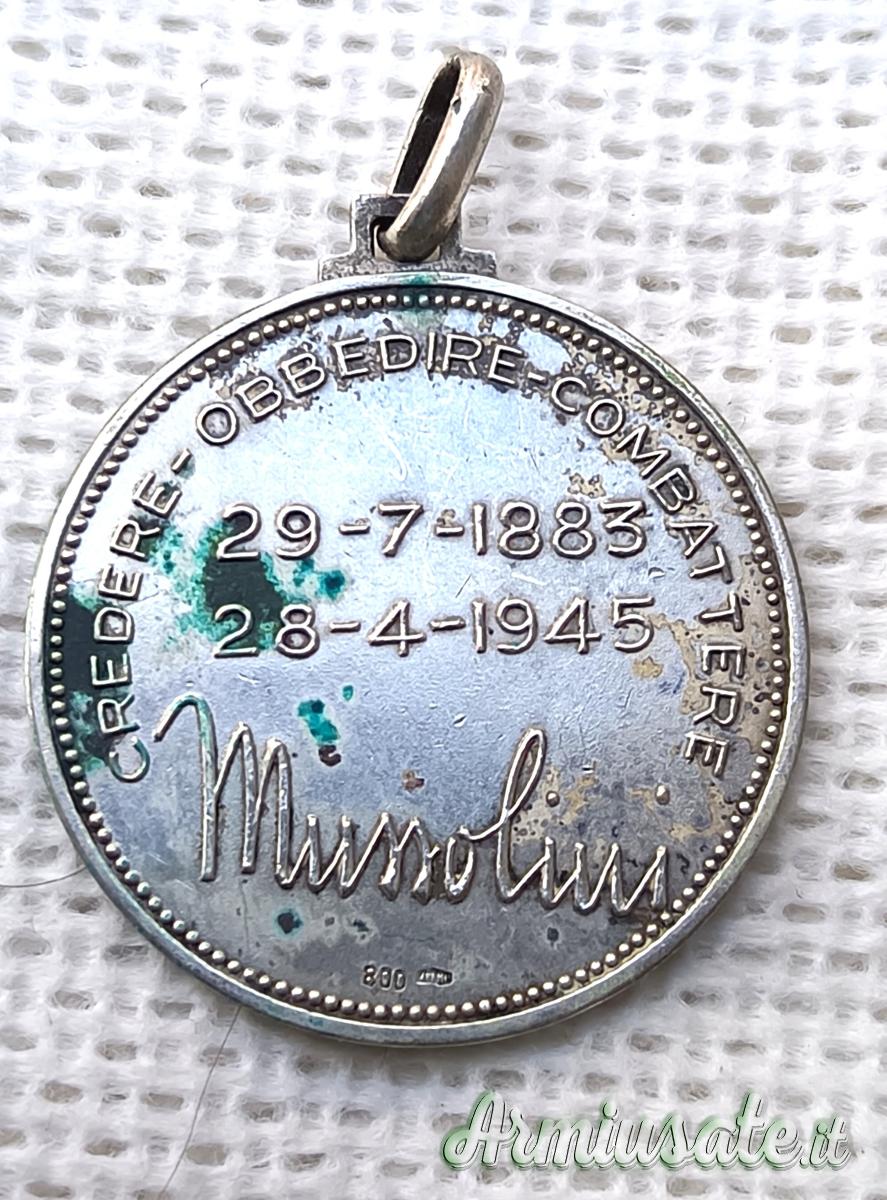 CREDERE-OBBEDIRE-COMBATTERE
29-7-1883
28-4-1945
Mussolini
800
Armiusate.it